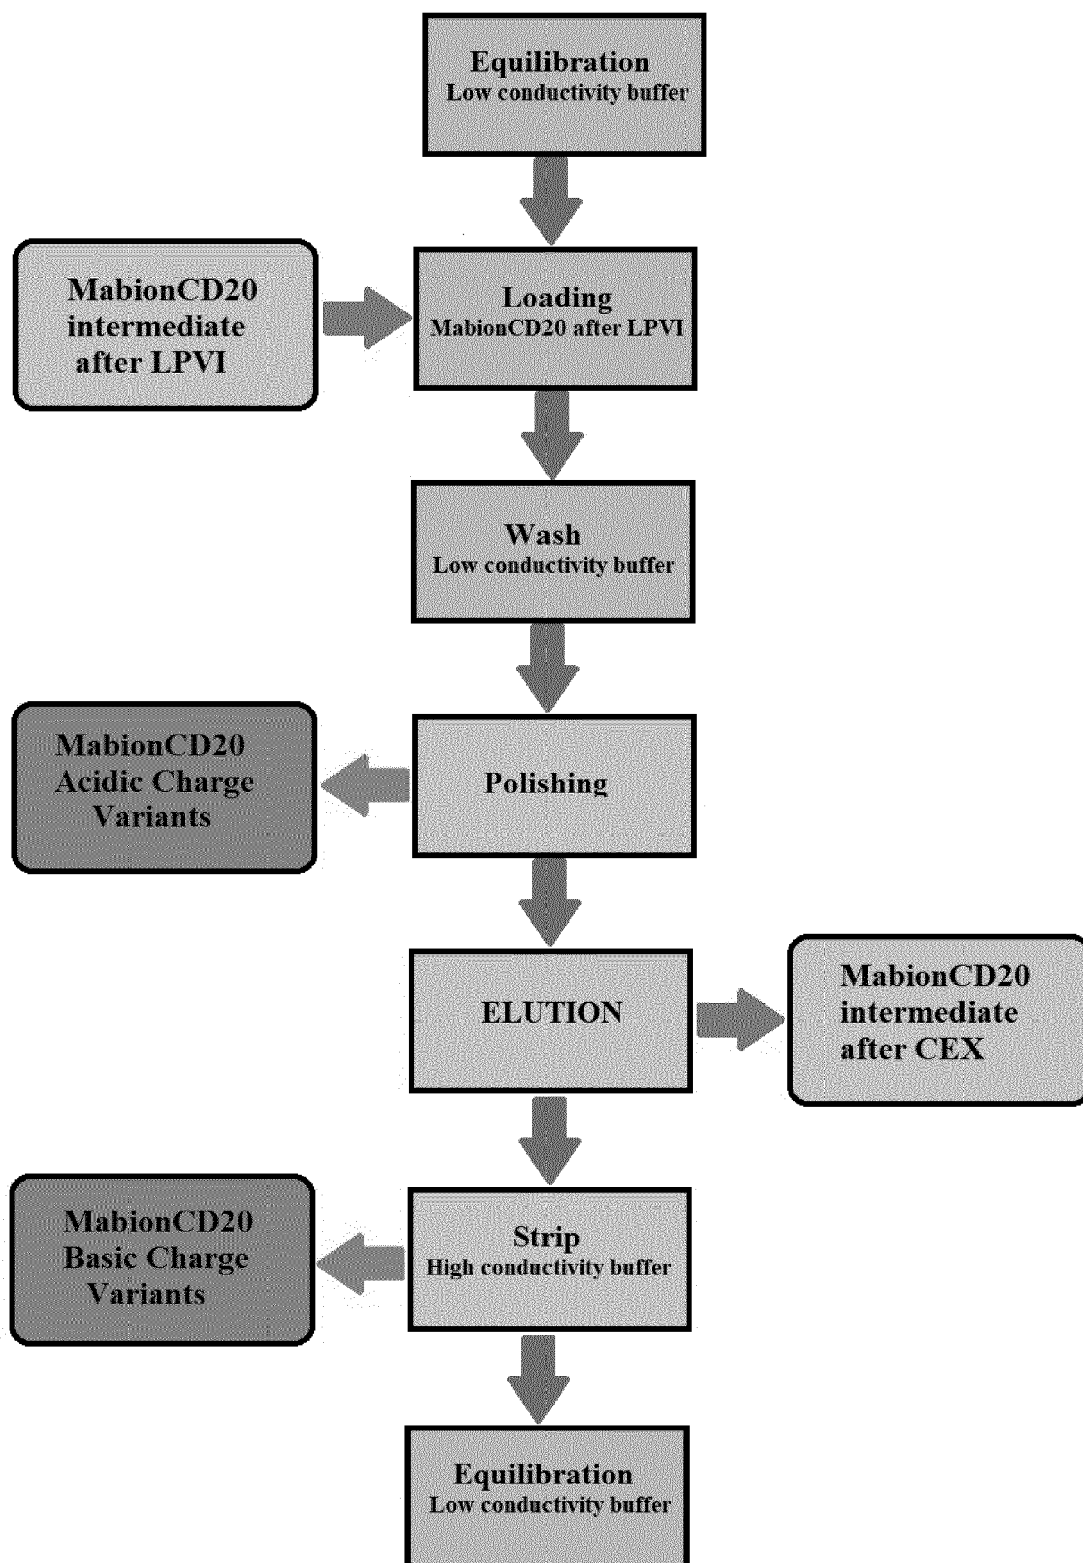 Equilibration
Low conductivity buffer
MabionCD20
intermediate
after LPVI
Loading
MabionCD20 after LPVI
Wash
Low conductivity buffer
MabionCD20
Acidic Charge
Variants
Polishing
ELUTION
MabionCD20
intermediate
after CEX
MabionCD20
Basic Charge
Variants
Strip
High conductivity buffer
Equilibration
Low conductivity buffer